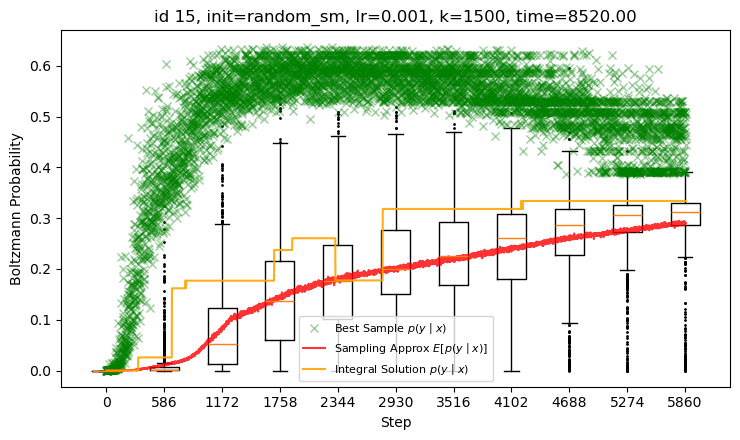 id 15, init=random_sm, lr=0.001, k=1500, time=8520.00
Boltzmann Probability
0.6
0.5
0.4
0.3
0.2
0.1
0.0
Best Sample p(y | x)
Sampling Approx E[p(y | x)]
Integral Solution p(y | x)
0 586 1172 1758 2344 2930 3516 4102 4688 5274 5860
Step